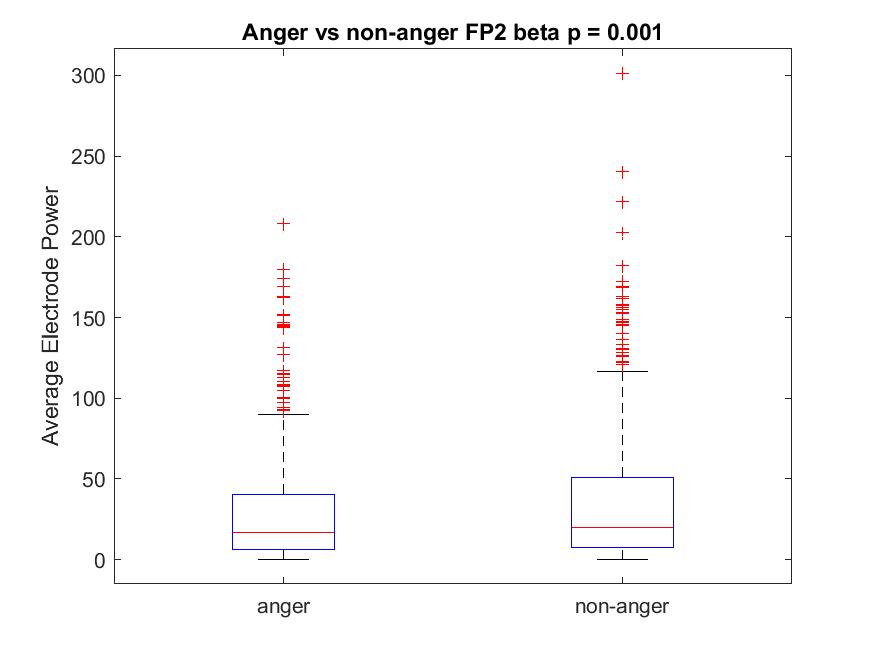 Anger vs non-anger FP2 beta p = 0.001
Average Electrode Power
300
250
200
150
100
50
0
anger
non-anger